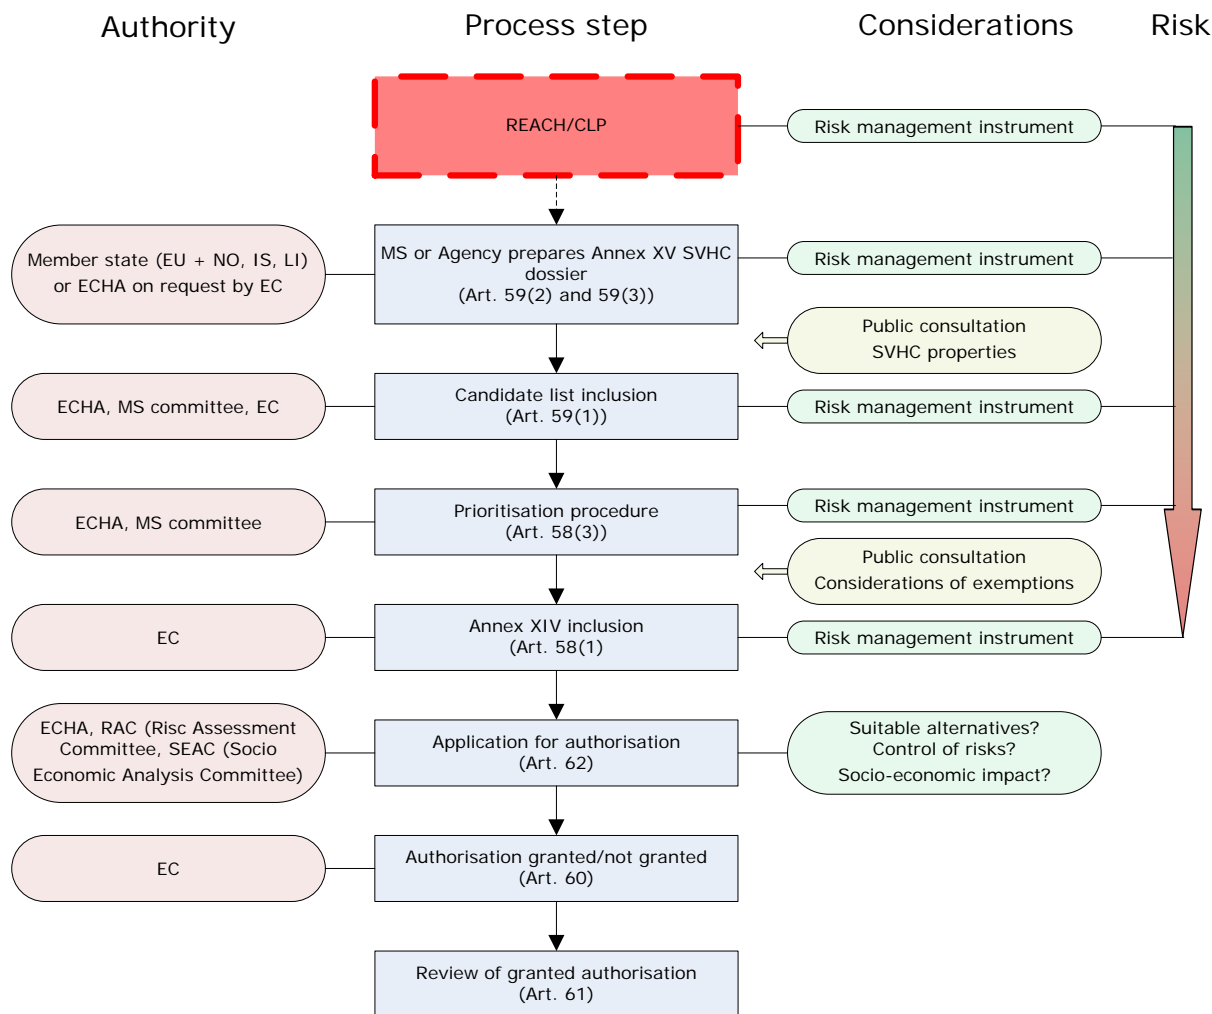 Authority
Process step
Considerations
Risk
REACH/CLP
Risk management instrument
Member state (EU + NO, IS, LI)
or ECHA on request by EC
MS or Agency prepares Annex XV SVHC
dossier
(Art. 59(2) and 59(3))
Risk management instrument
Public consultation
SVHC properties
ECHA, MS committee, EC
Candidate list inclusion
(Art. 59(1))
Risk management instrument
ECHA, MS committee
Prioritisation procedure
(Art. 58(3))
Risk management instrument
Public consultation
Considerations of exemptions
EC
Annex XIV inclusion
(Art. 58(1)
Risk management instrument
ECHA, RAC (Risc Assessment
Committee, SEAC (Socio
Economic Analysis Committee)
Application for authorisation
(Art. 62)
Suitable alternatives?
Control of risks?
Socio-economic impact?
EC
Authorisation granted/not granted
(Art. 60)
Review of granted authorisation
(Art. 61)